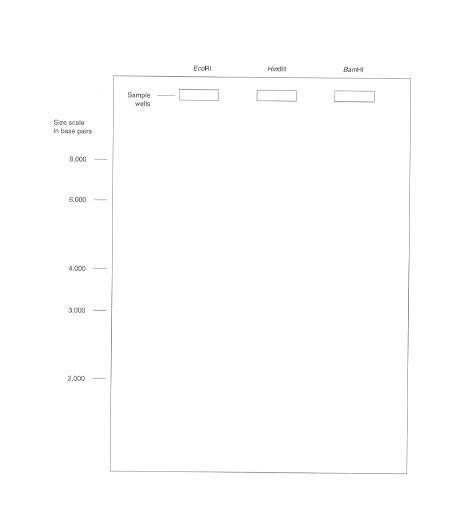 EcoRI HindIII BamHI
Sample
wells
Size scale
in base pairs
8,000
6,000
4,000
3,000
2,000